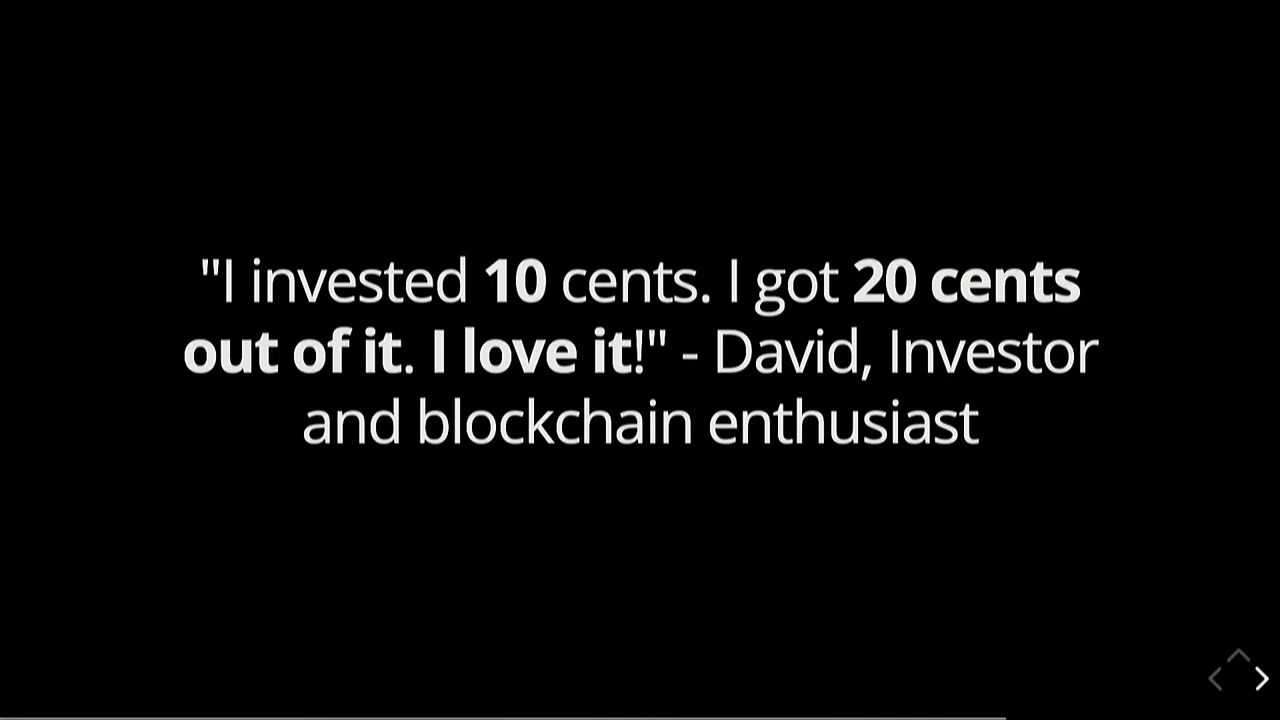 "I invested 10 cents. I got 20 cents
out of it. I love it!" - David, Investor
and blockchain enthusiast